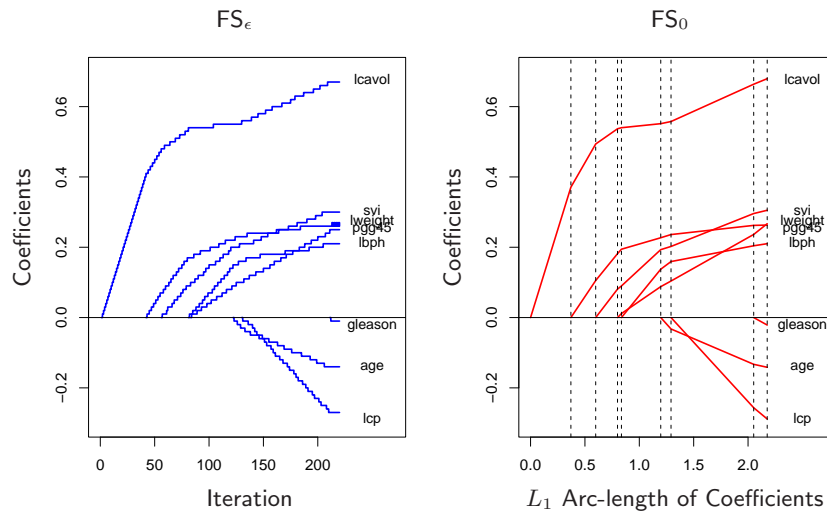 FSϵ
Coefficients
0.6
0.4
0.2
0.0
−0.2
lcavol
svi
lweight
pgg45
lbph
gleason
age
lcp
0 50 100 150 200
Iteration
FS0
Coefficients
0.6
0.4
0.2
0.0
−0.2
lcavol
svi
lweight
pgg45
lbph
gleason
age
lcp
0.0 0.5 1.0 1.5 2.0
L1 Arc-length of Coefficients